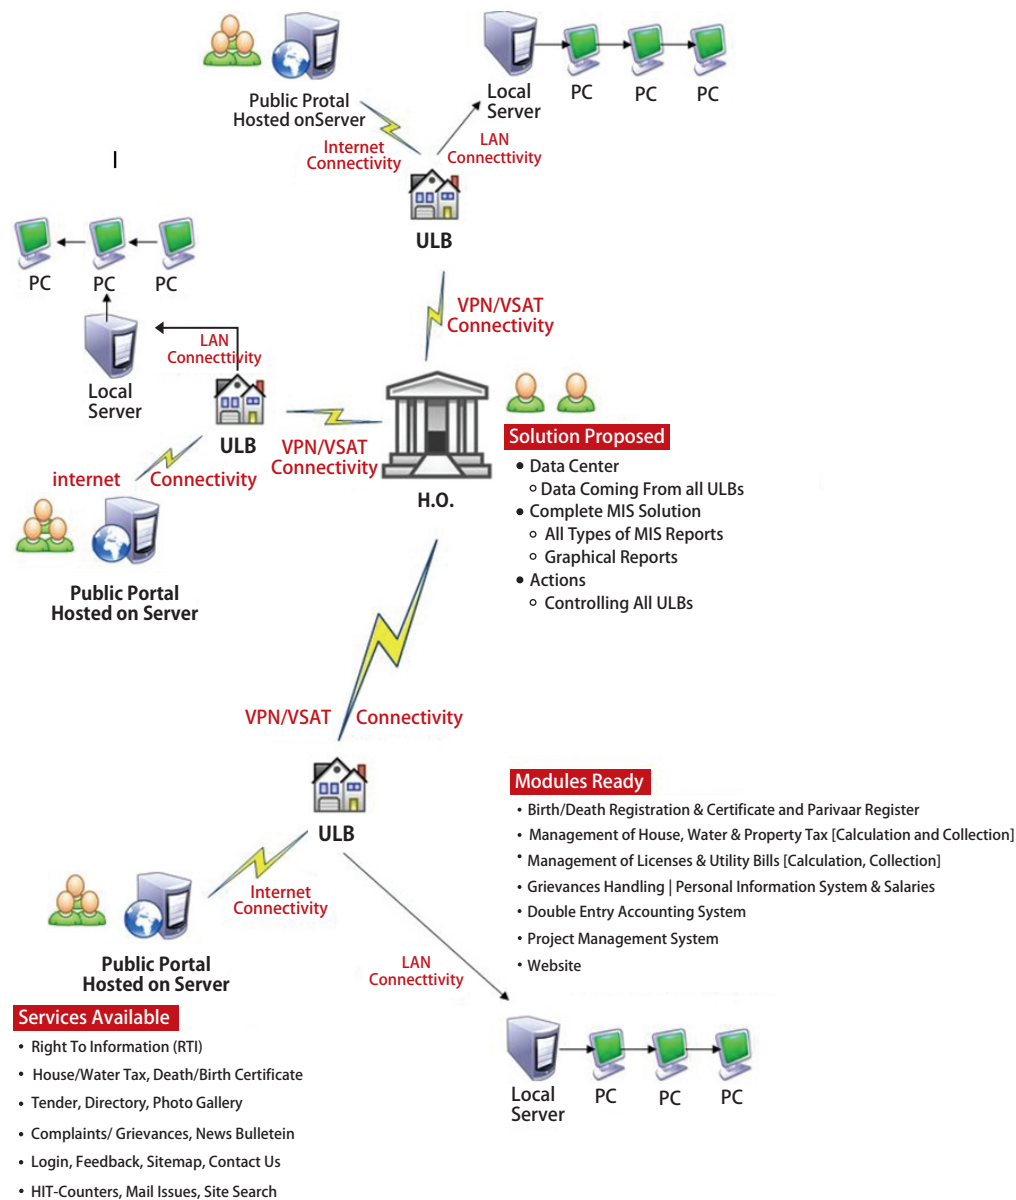 Public Protal
Hosted onServer
Local
Server
PC
PC
PC
Internet
Connectivity
LAN
Connecttivity
ULB
l
PC
PC
PC
VPN/VSAT
Connectivity
LAN
Connecttivity
Local
Server
ULB
VPN/VSAT
Connectivity
H.O.
internet Connectivity
Public Portal
Hosted on Server
Solution Proposed
• Data Center
Data Coming From all ULBs
• Complete MIS Solution
All Types of MIS Reports
Graphical Reports
• Actions
Controlling All ULBs
VPN/VSAT Connectivity
ULB
Internet
Connectivity
Public Portal
Hosted on Server
LAN
Connecttivity
Modules Ready
• Birth/Death Registration & Certificate and Parivaar Register
• Management of House, Water & Property Tax [Calculation and Collection]
• Management of Licenses & Utility Bills [Calculation, Collection]
• Grievances Handling | Personal Information System & Salaries
• Double Entry Accounting System
• Project Management System
• Website
Local
Server
PC
PC
PC
Services Available
• Right To Information (RTI)
• House/Water Tax, Death/Birth Certificate
• Tender, Directory, Photo Gallery
• Complaints/ Grievances, News Bulletein
• Login, Feedback, Sitemap, Contact Us
• HIT-Counters, Mail Issues, Site Search